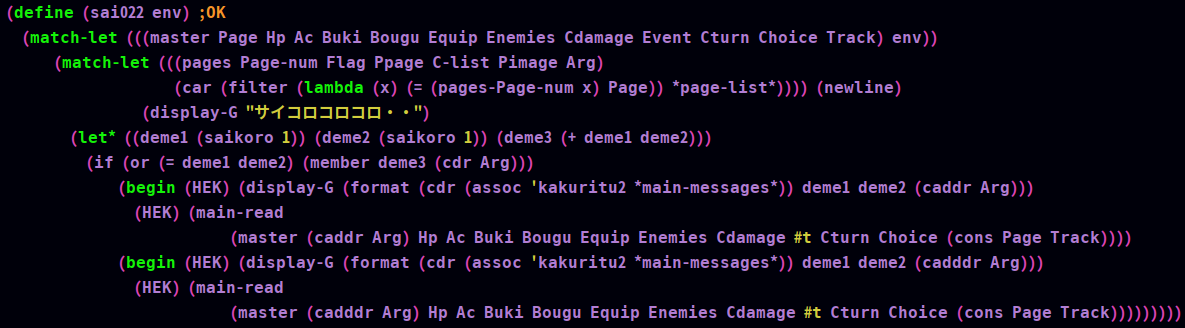 (define (sai022 env) ;OK
(match-let (((master Page Hp Ac Buki Bougu Equip Enemies Cdamage Event Cturn Choice Track) env))
(match-let (((pages Page-num Flag Ppage C-list Pimage Arg)
(car (filter (lambda (x) (= (pages-Page-num x) Page)) *page-list*)))) (newline)
(display-G "サイコロコロコロ・・")
(let* ((deme1 (saikoro 1)) (deme2 (saikoro 1)) (deme3 (+ deme1 deme2)))
(if (or (= deme1 deme2) (member deme3 (cdr Arg)))
(begin (HEK) (display-G (format (cdr (assoc 'kakuritu2 *main-messages*)) deme1 deme2 (caddr Arg)))
(HEK) (main-read
(master (caddr Arg) Hp Ac Buki Bougu Equip Enemies Cdamage #t Cturn Choice (cons Page Track))))
(begin (HEK) (display-G (format (cdr (assoc 'kakuritu2 *main-messages*)) deme1 deme2 (cadddr Arg)))
(HEK) (main-read
(master (cadddr Arg) Hp Ac Buki Bougu Equip Enemies Cdamage #t Cturn Choice (cons Page Track)))))))))